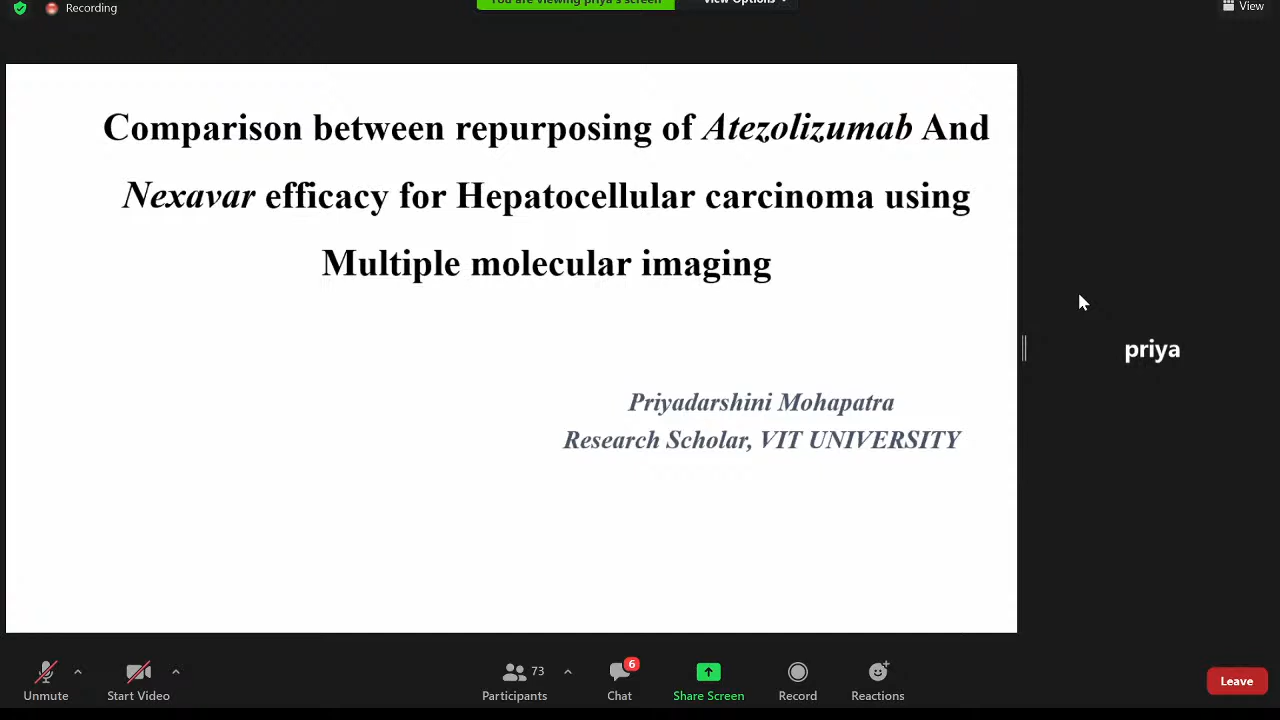 Recording
You are viewing priya's screen
View Options
View
Comparison between repurposing of Atezolizumab And
Nexavar efficacy for Hepatocellular carcinoma using
Multiple molecular imaging
priya
Priyadarshini Mohapatra
Research Scholar, VIT UNIVERSITY
Unmute
Start Video
73
Participants
6
Chat
Share Screen
Record
Reactions
Leave